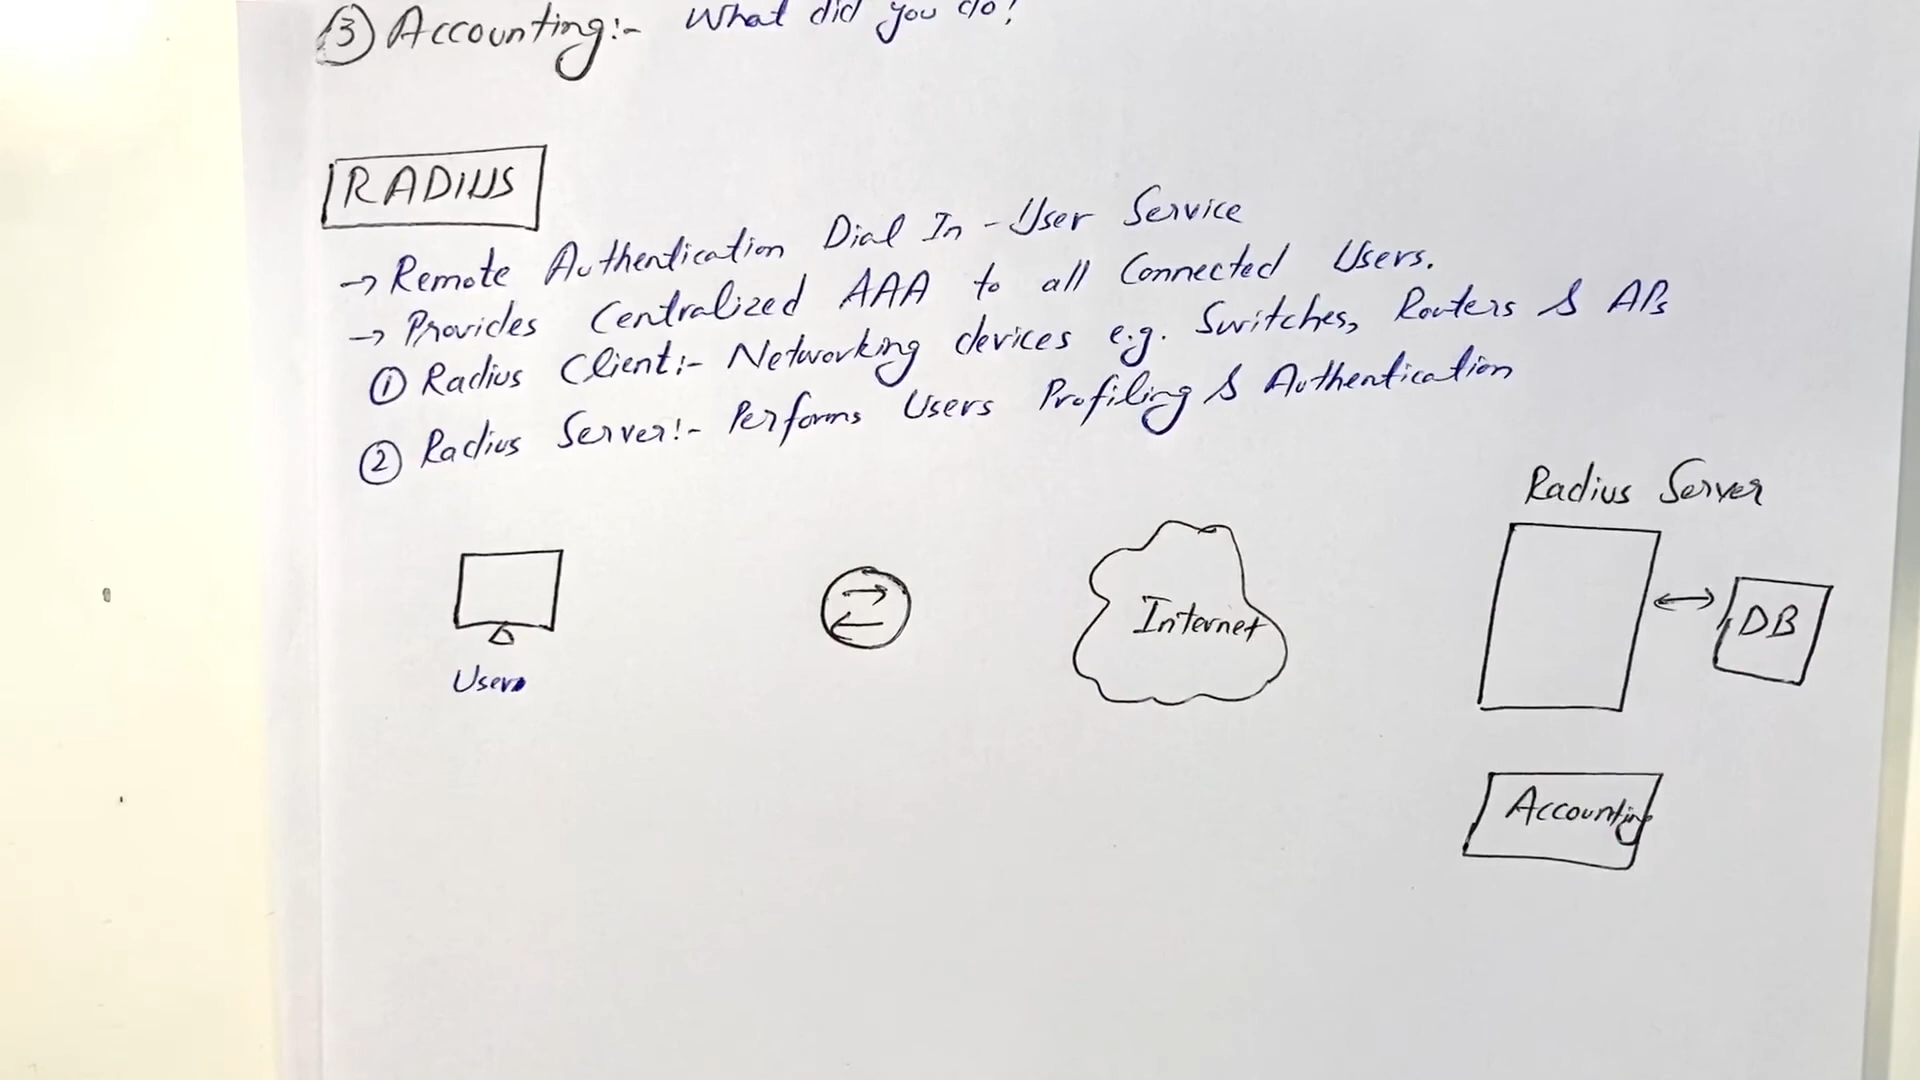 ③ Accounting:- What did you do?
RADIUS
→ Remote Authentication Dial In-User Service
→ Provides Centralized AAA to all Connected Users.
① Radius Client:- Networking devices e.g. Switches, Routers & APs
② Radius Server:- Performs Users Profiling & Authentication
Radius Server
Internet
DB
User
Accounting